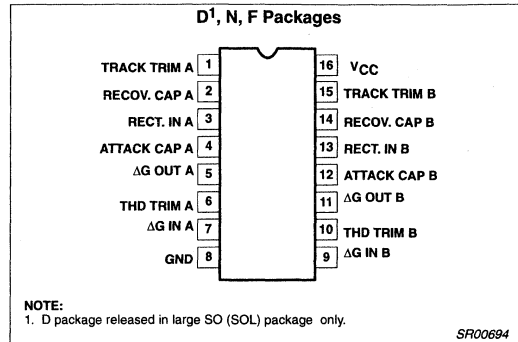 D1, N, F Packages
TRACK TRIM A 1
16 VCC
RECOV. CAP A 2
15 TRACK TRIM B
RECT. IN A 3
14 RECOV. CAP B
ATTACK CAP A 4
13 RECT. IN B
ΔG OUT A 5
12 ATTACK CAP B
THD TRIM A 6
11 ΔG OUT B
ΔG IN A 7
10 THD TRIM B
GND 8
9 ΔG IN B
NOTE:
1. D package released in large SO (SOL) package only.
SR00694